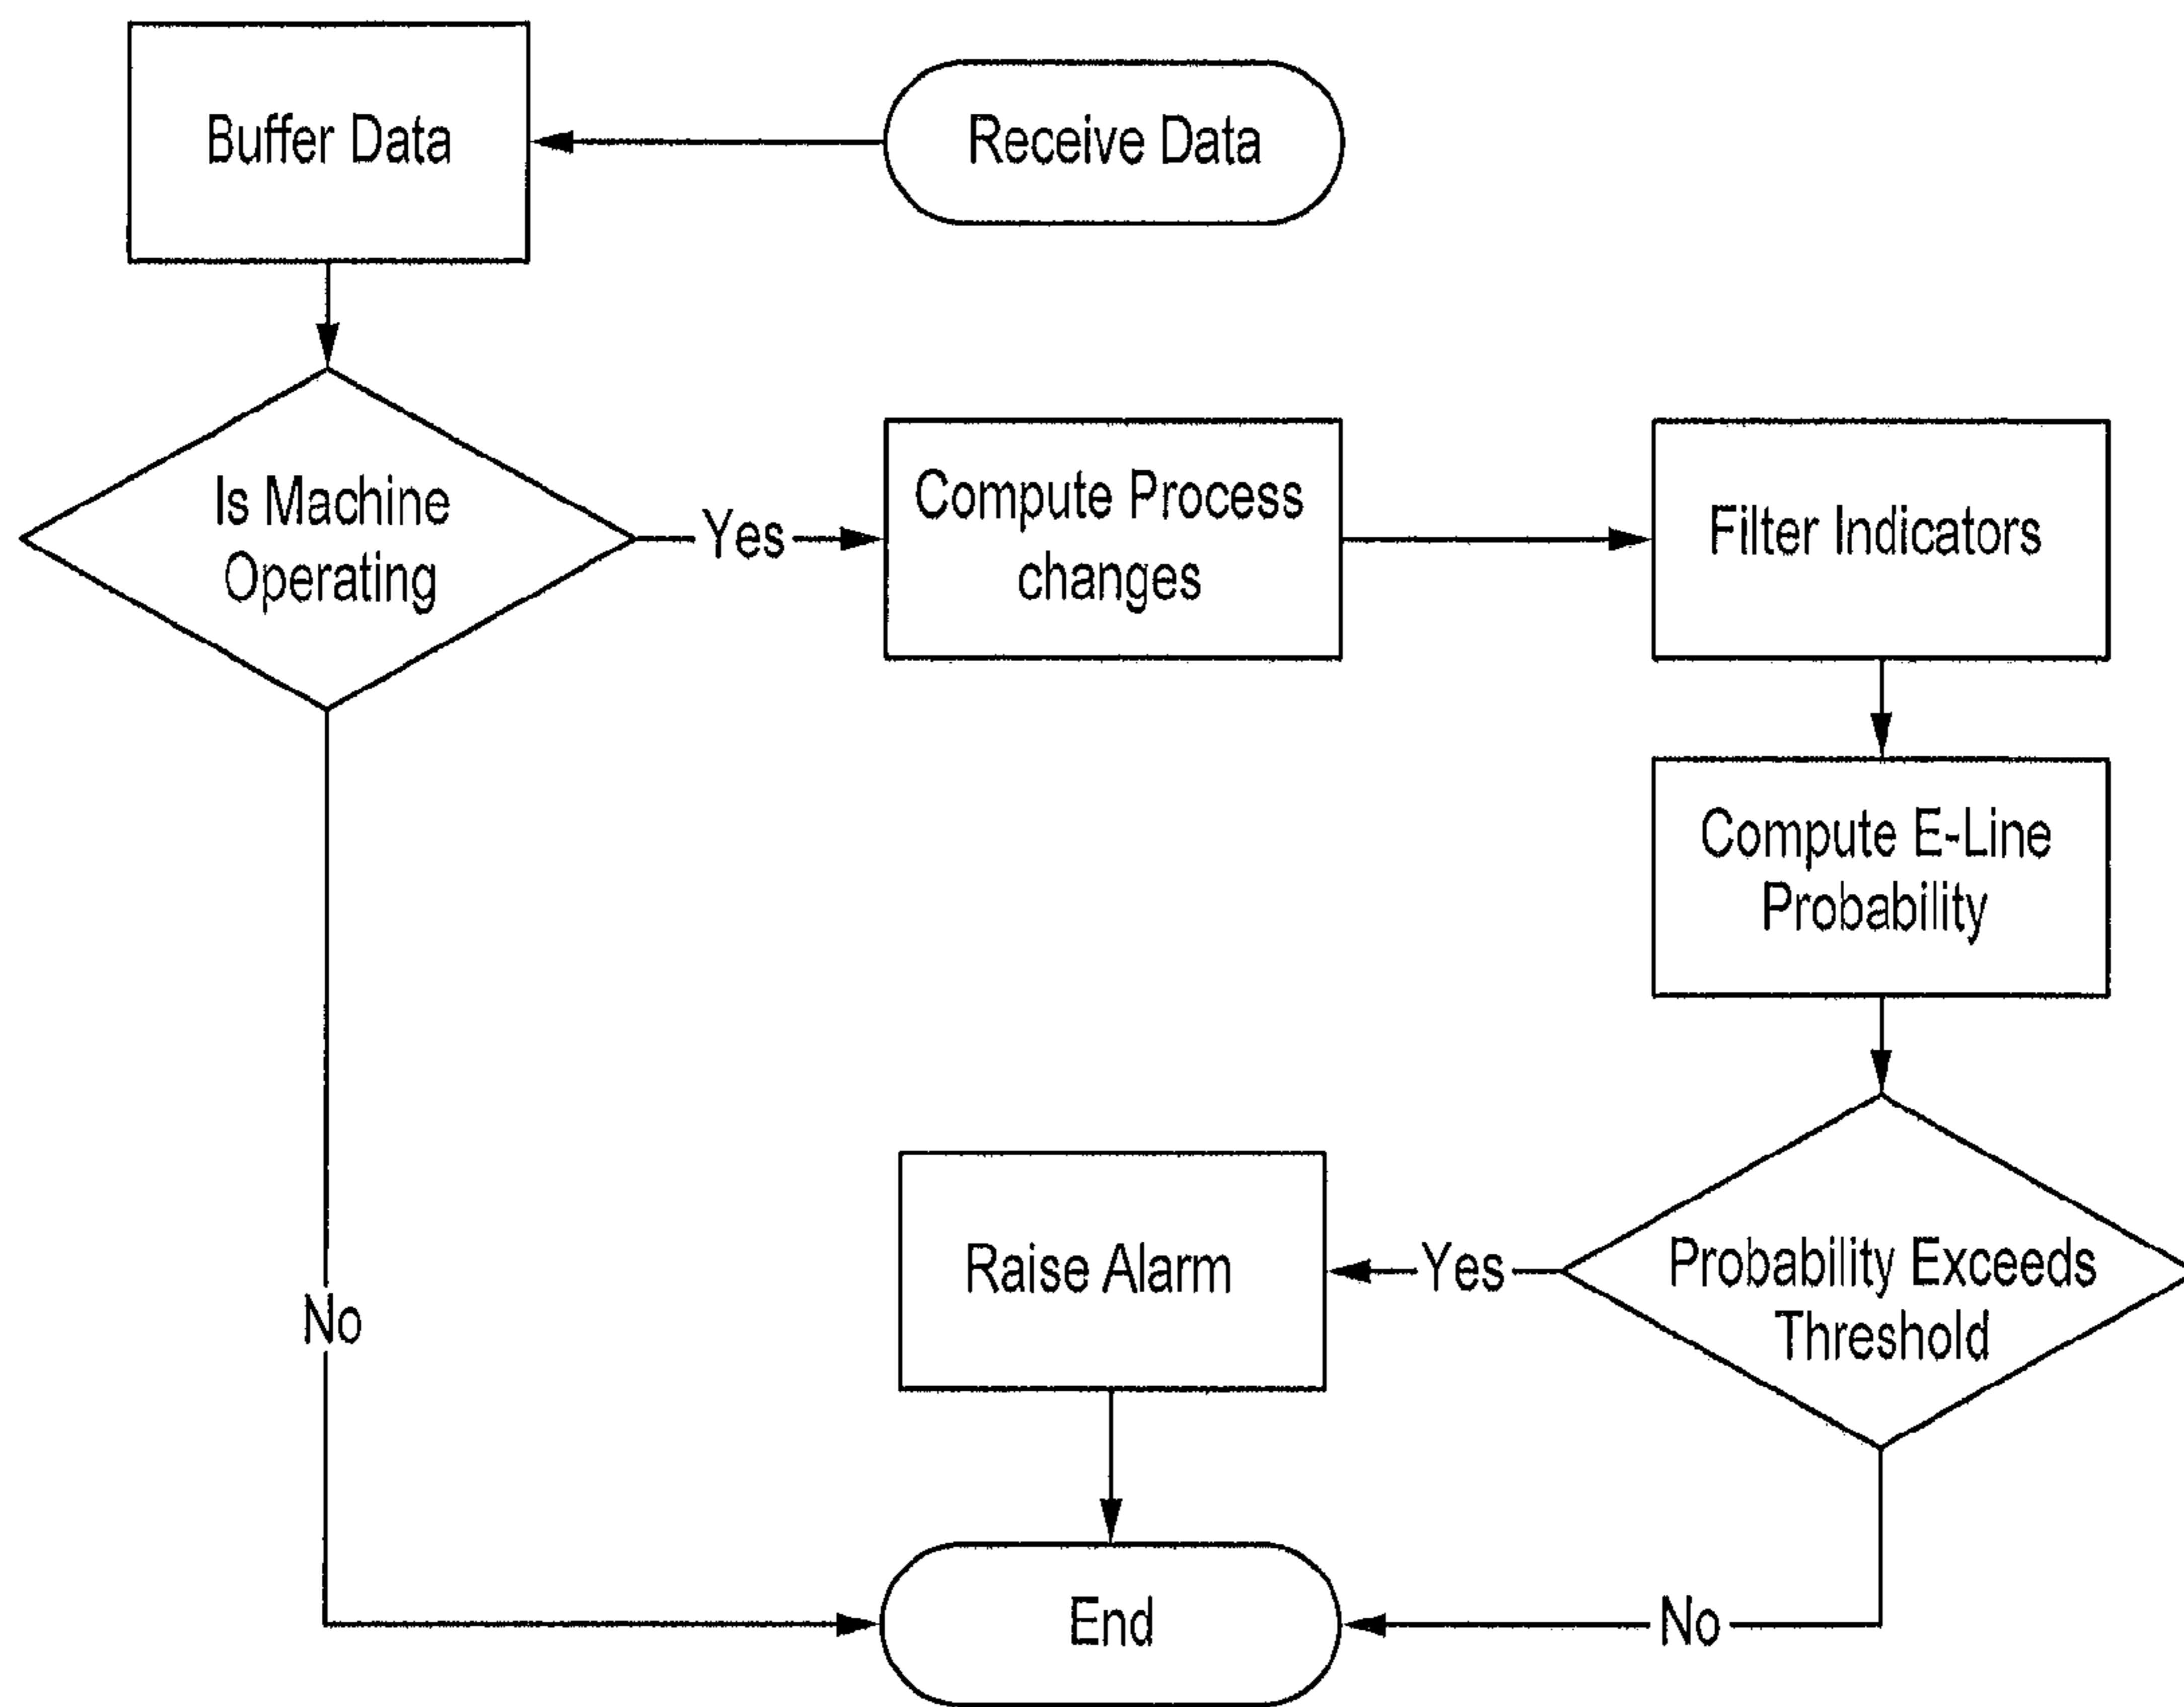 Buffer Data
Receive Data
Is Machine
Operating
Yes
Compute Process
changes
Filter Indicators
Compute E-Line
Probability
Probability Exceeds
Threshold
Yes
Raise Alarm
No
End
No